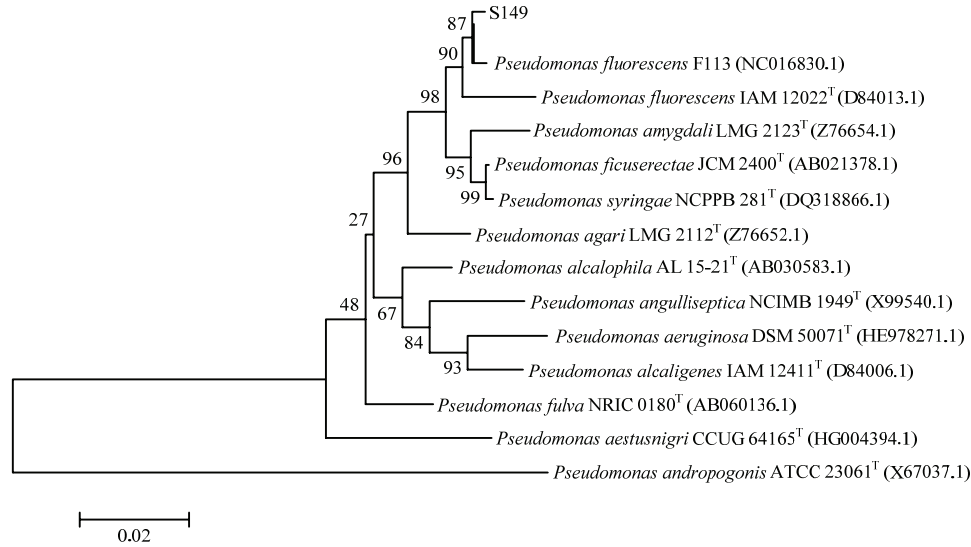 S149
87
Pseudomonas fluorescens F113 (NC016830.1)
90
Pseudomonas fluorescens IAM 12022ᵀ (D84013.1)
98
Pseudomonas amygdali LMG 2123ᵀ (Z76654.1)
96
Pseudomonas ficuserectae JCM 2400ᵀ (AB021378.1)
95
99
Pseudomonas syringae NCPPB 281ᵀ (DQ318866.1)
27
Pseudomonas agari LMG 2112ᵀ (Z76652.1)
Pseudomonas alcalophila AL 15-21ᵀ (AB030583.1)
48
Pseudomonas angulliseptica NCIMB 1949ᵀ (X99540.1)
67
84
Pseudomonas aeruginosa DSM 50071ᵀ (HE978271.1)
93
Pseudomonas alcaligenes IAM 12411ᵀ (D84006.1)
Pseudomonas fulva NRIC 0180ᵀ (AB060136.1)
Pseudomonas aestusnigri CCUG 64165ᵀ (HG004394.1)
Pseudomonas andropogonis ATCC 23061ᵀ (X67037.1)
0.02